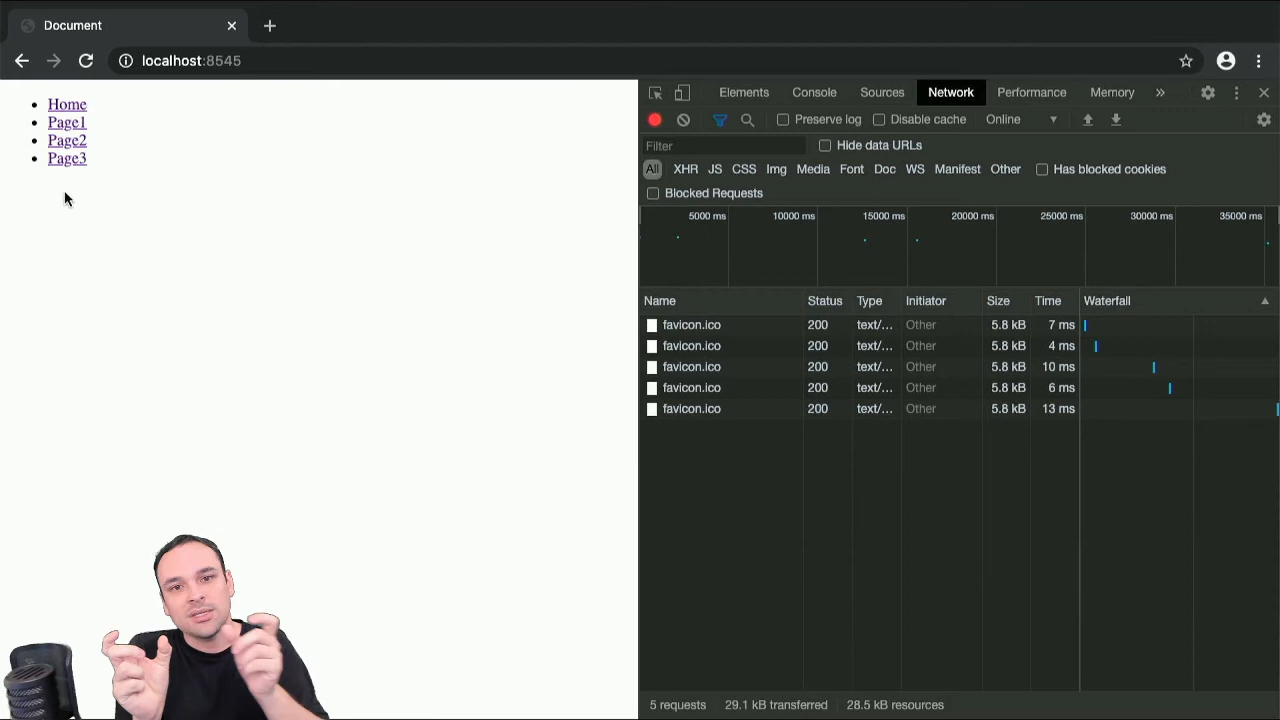 Document
localhost:8545
Home
Page1
Page2
Page3
Elements Console Sources Network Performance Memory
Preserve log Disable cache Online
Filter Hide data URLs
All XHR JS CSS Img Media Font Doc WS Manifest Other Has blocked cookies
Blocked Requests
5000 ms 10000 ms 15000 ms 20000 ms 25000 ms 30000 ms 35000 ms
Name Status Type Initiator Size Time Waterfall
favicon.ico 200 text/... Other 5.8 kB 7 ms
favicon.ico 200 text/... Other 5.8 kB 4 ms
favicon.ico 200 text/... Other 5.8 kB 10 ms
favicon.ico 200 text/... Other 5.8 kB 6 ms
favicon.ico 200 text/... Other 5.8 kB 13 ms
5 requests 29.1 kB transferred 28.5 kB resources